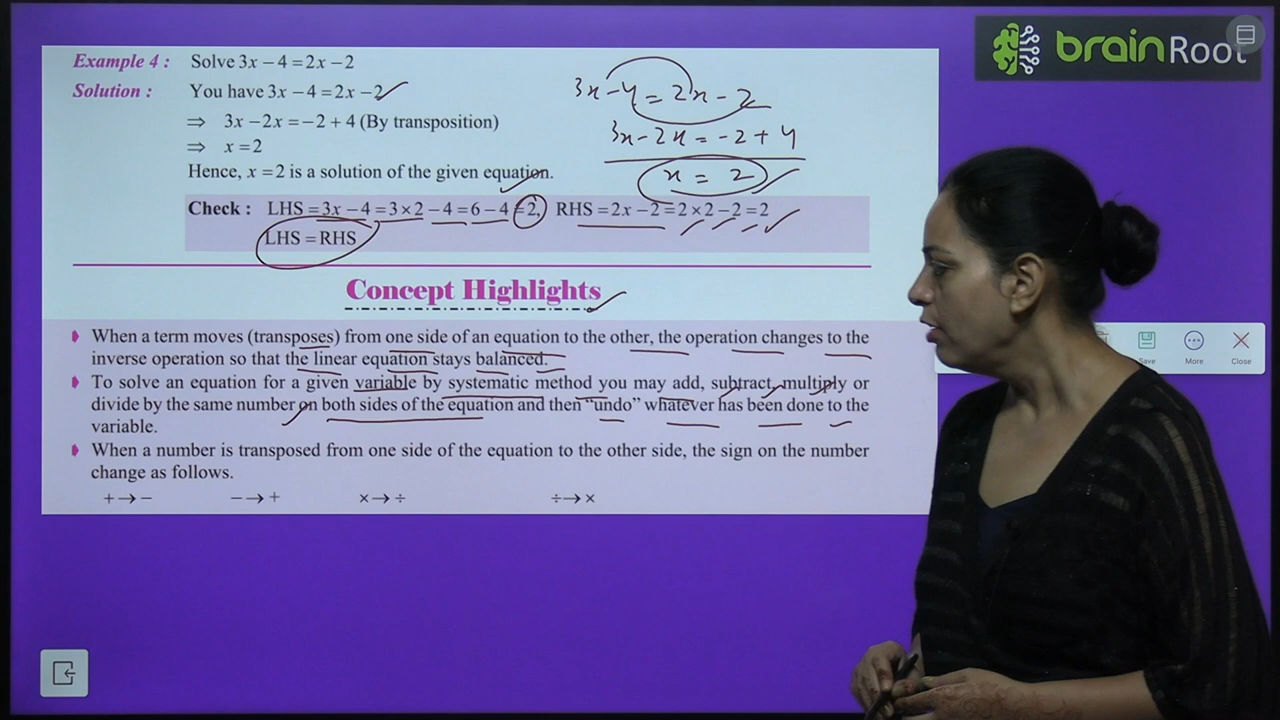 brainRoot
Example 4 : Solve 3x − 4 = 2x − 2
Solution : You have 3x − 4 = 2x − 2
⇒ 3x − 2x = −2 + 4 (By transposition)
⇒ x = 2
Hence, x = 2 is a solution of the given equation.
3x − 4 = 2x − 2
3x − 2x = −2 + 4
x = 2
Check : LHS = 3x − 4 = 3 × 2 − 4 = 6 − 4 = 2, RHS = 2x − 2 = 2 × 2 − 2 = 2
LHS = RHS
Concept Highlights
When a term moves (transposes) from one side of an equation to the other, the operation changes to the
inverse operation so that the linear equation stays balanced.
To solve an equation for a given variable by systematic method you may add, subtract, multiply or
divide by the same number on both sides of the equation and then “undo” whatever has been done to the
variable.
When a number is transposed from one side of the equation to the other side, the sign on the number
change as follows.
+ → − − → + × → ÷ ÷ → ×
Save More Close